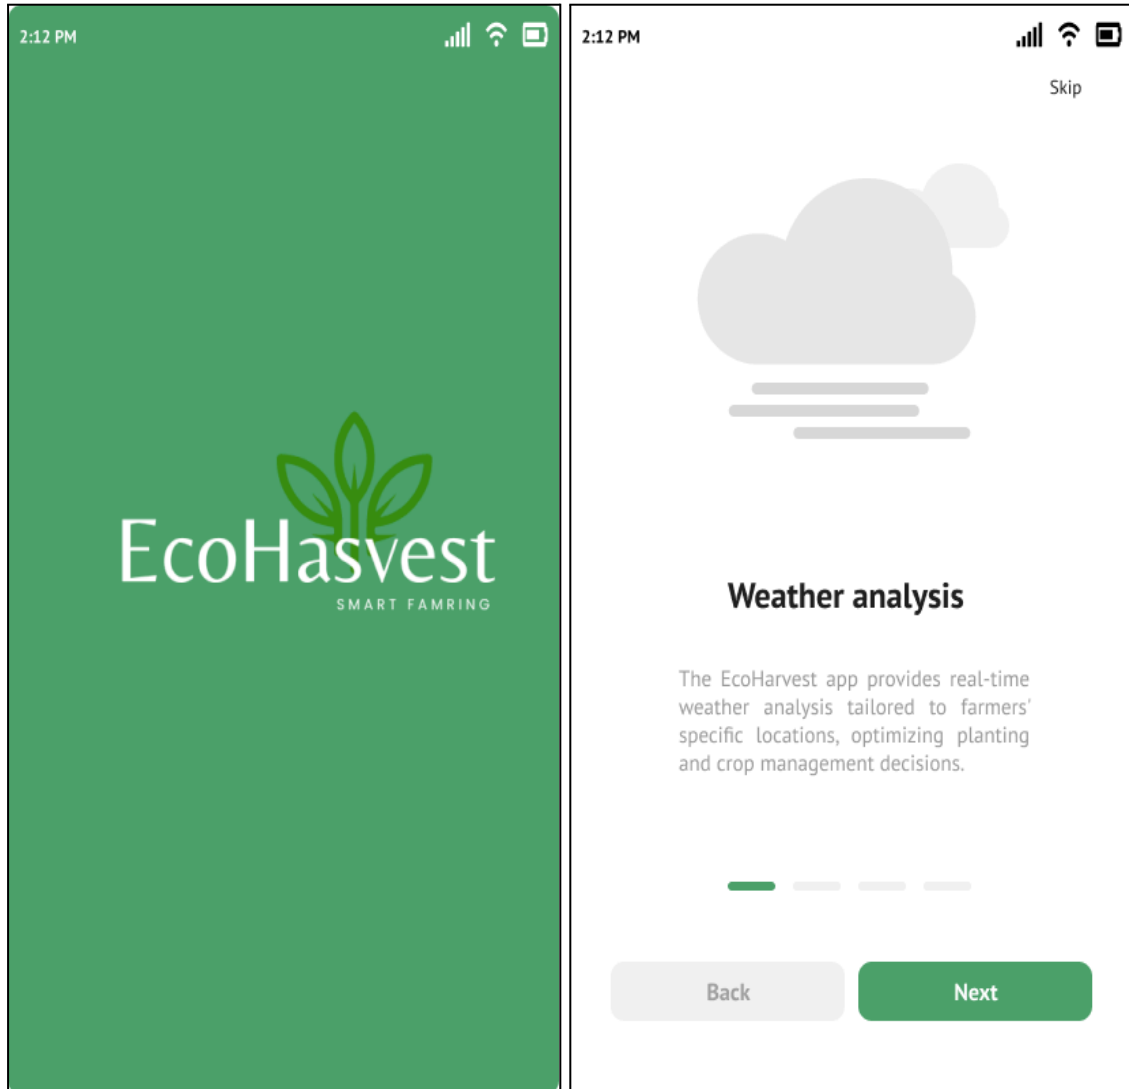 2:12 PM
EcoHasvest
SMART FAMRING
2:12 PM
Skip
Weather analysis
The EcoHarvest app provides real-time
weather analysis tailored to farmers'
specific locations, optimizing planting
and crop management decisions.
Back
Next